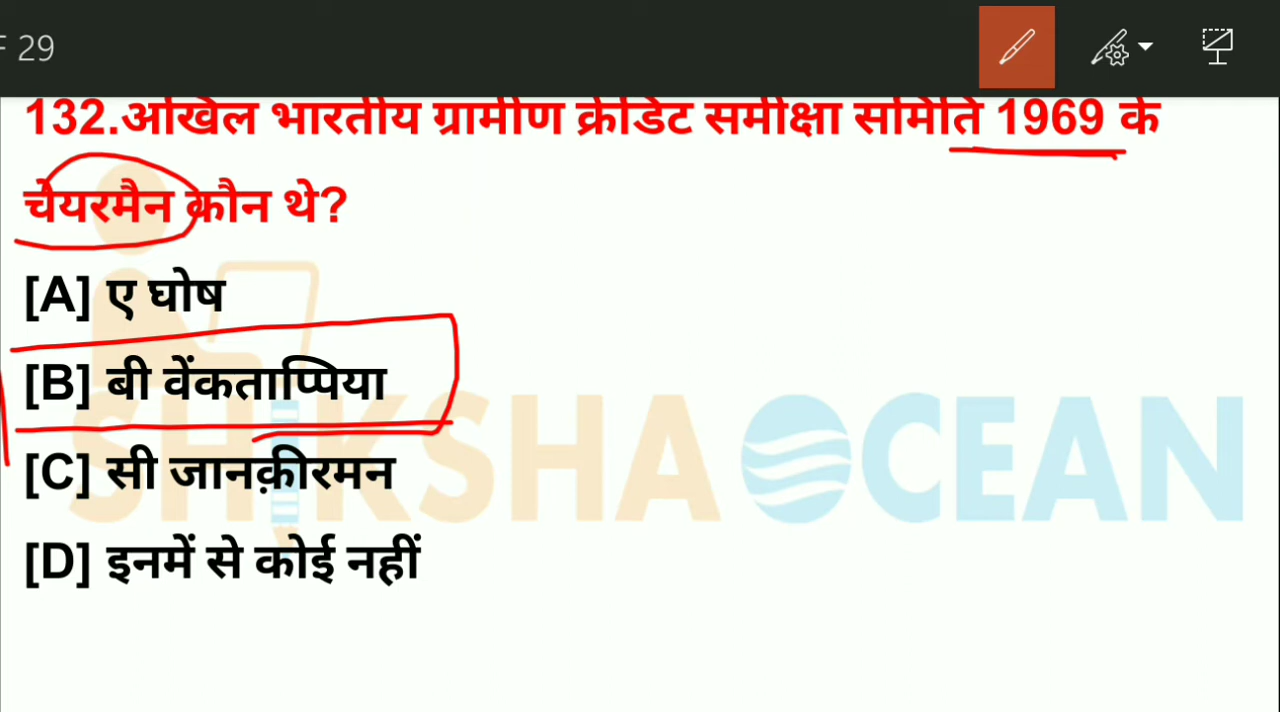 F 29
132.अखिल भारतीय ग्रामीण क्रेडिट समीक्षा समिति 1969 के
चेयरमैन कौन थे?
[A] ए घोष
[B] बी वेंकताप्पिया
[C] सी जानक़ीरमन
[D] इनमें से कोई नहीं
SHIKSHA OCEAN